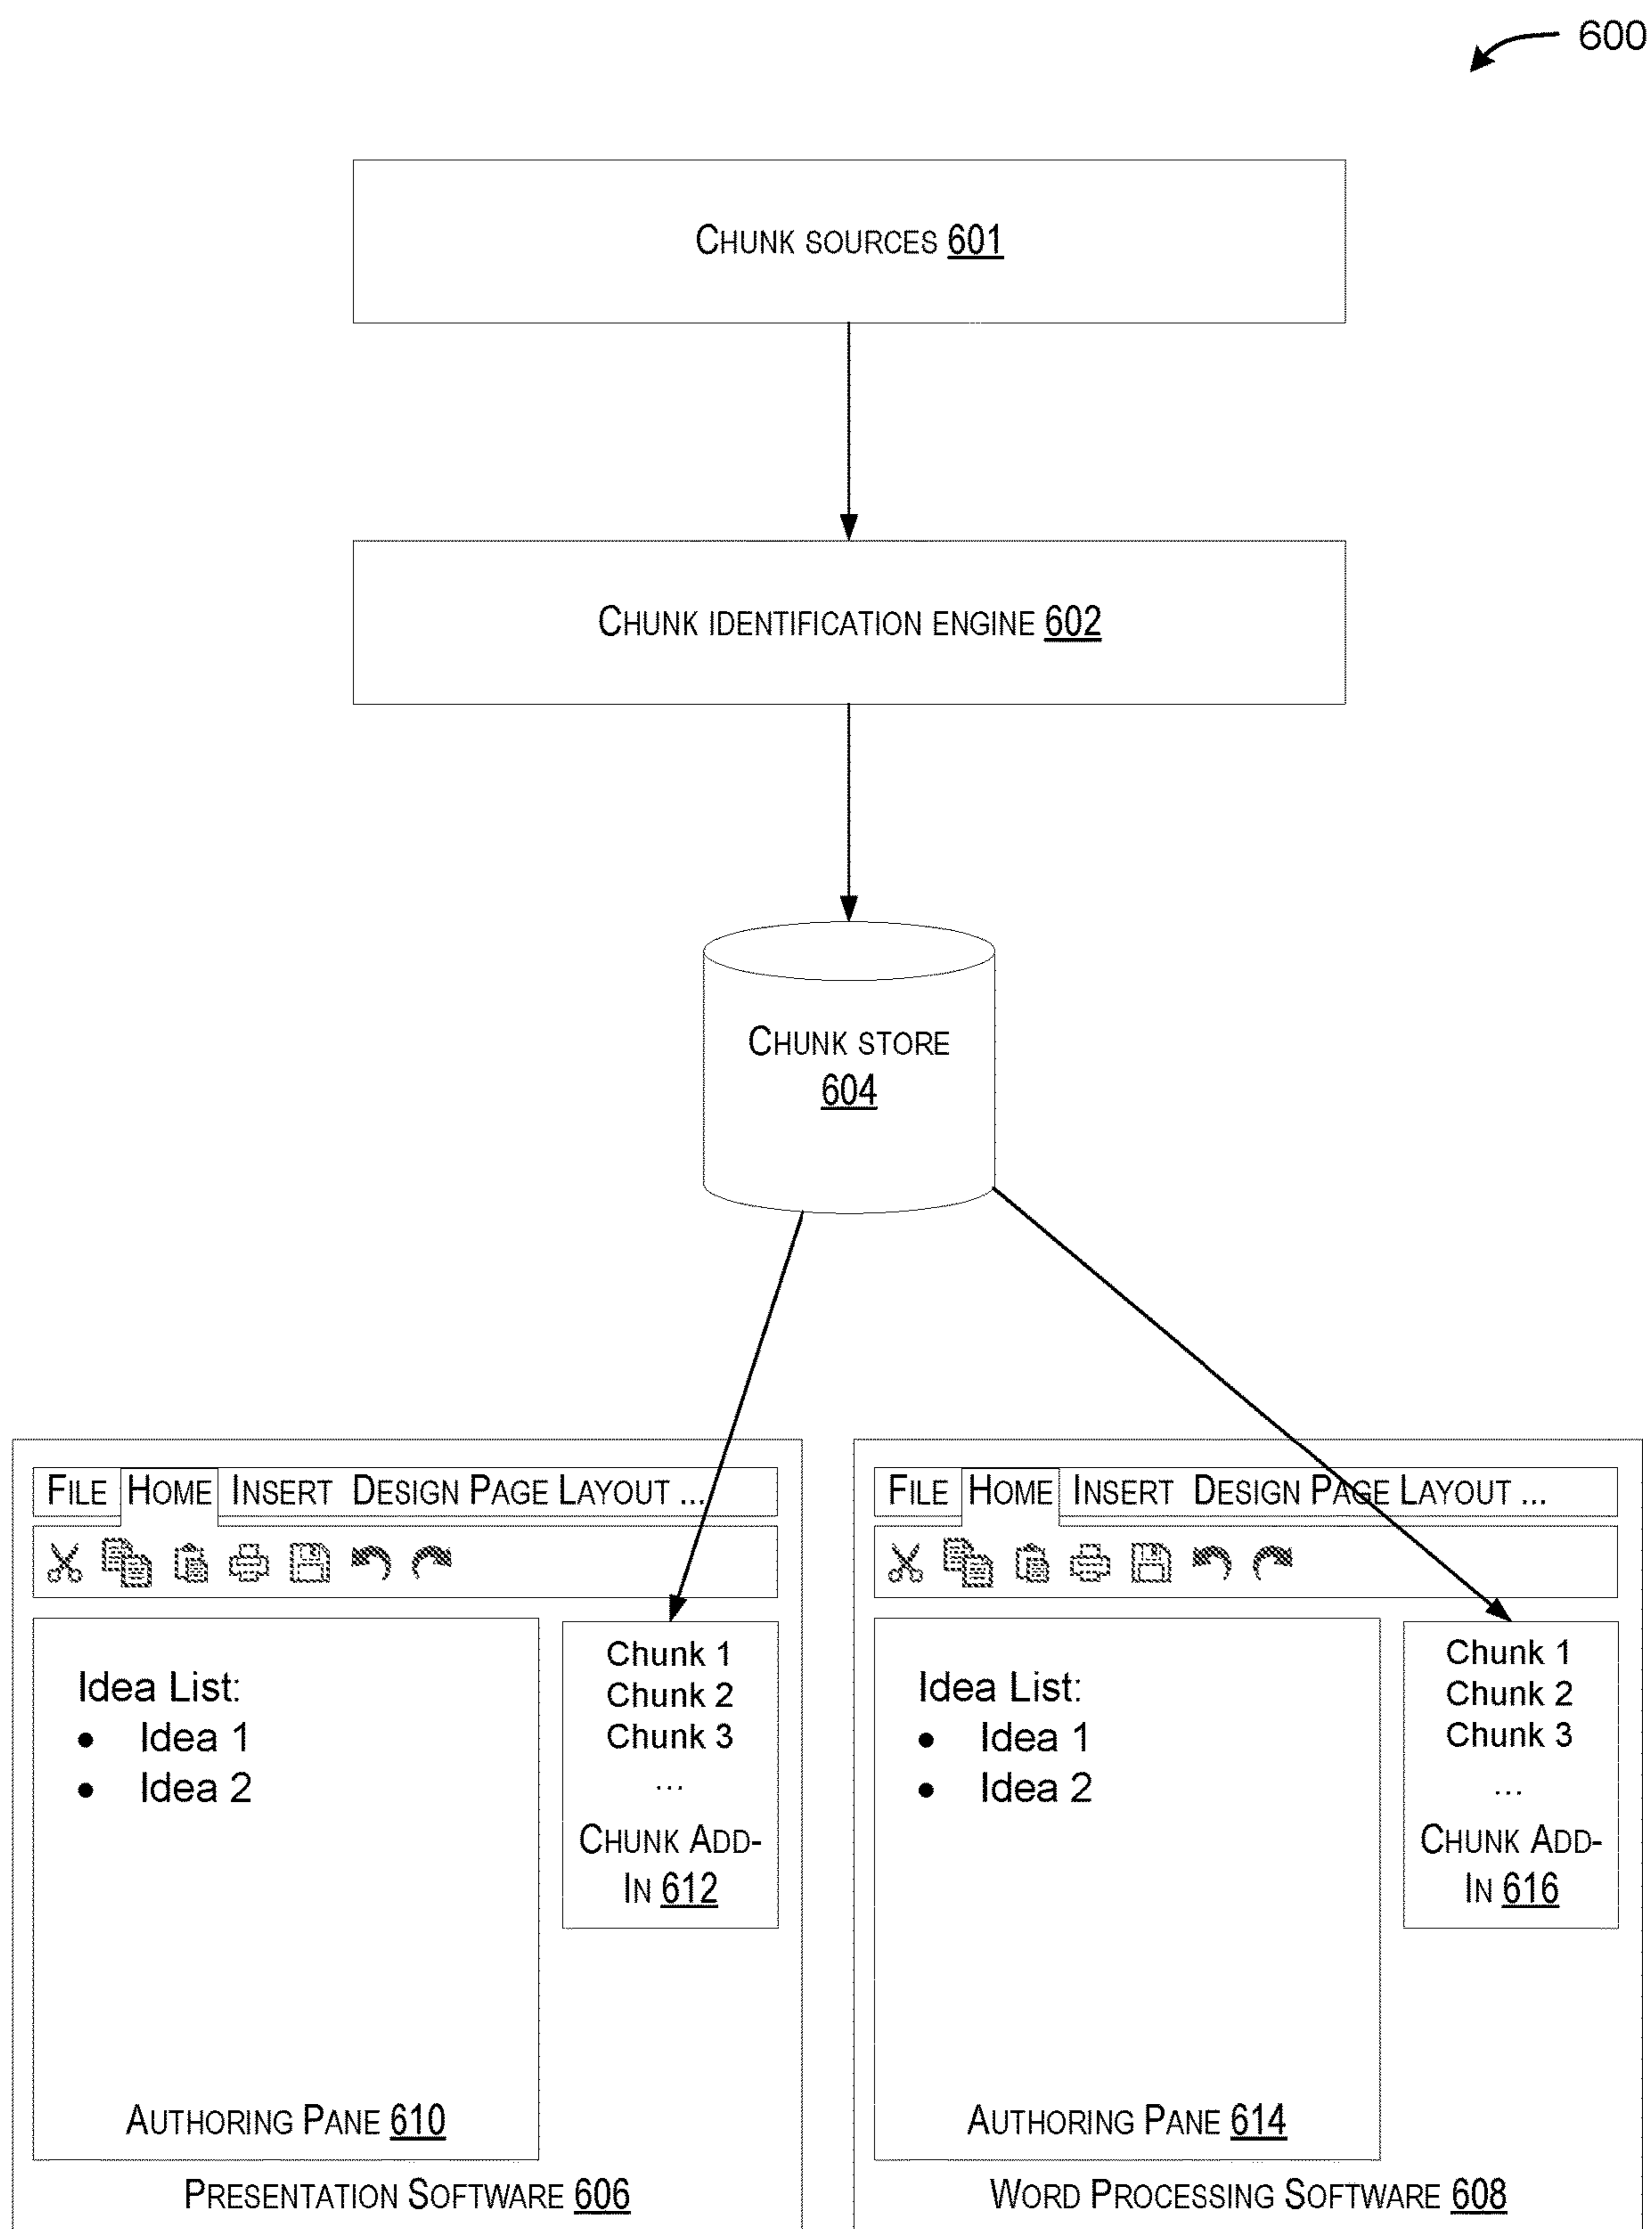 600
CHUNK SOURCES 601
CHUNK IDENTIFICATION ENGINE 602
CHUNK STORE
604
FILE HOME INSERT DESIGN PAGE LAYOUT ...
Idea List:
• Idea 1
• Idea 2
AUTHORING PANE 610
Chunk 1
Chunk 2
Chunk 3
...
CHUNK ADD-
IN 612
PRESENTATION SOFTWARE 606
FILE HOME INSERT DESIGN PAGE LAYOUT ...
Idea List:
• Idea 1
• Idea 2
AUTHORING PANE 614
Chunk 1
Chunk 2
Chunk 3
...
CHUNK ADD-
IN 616
WORD PROCESSING SOFTWARE 608